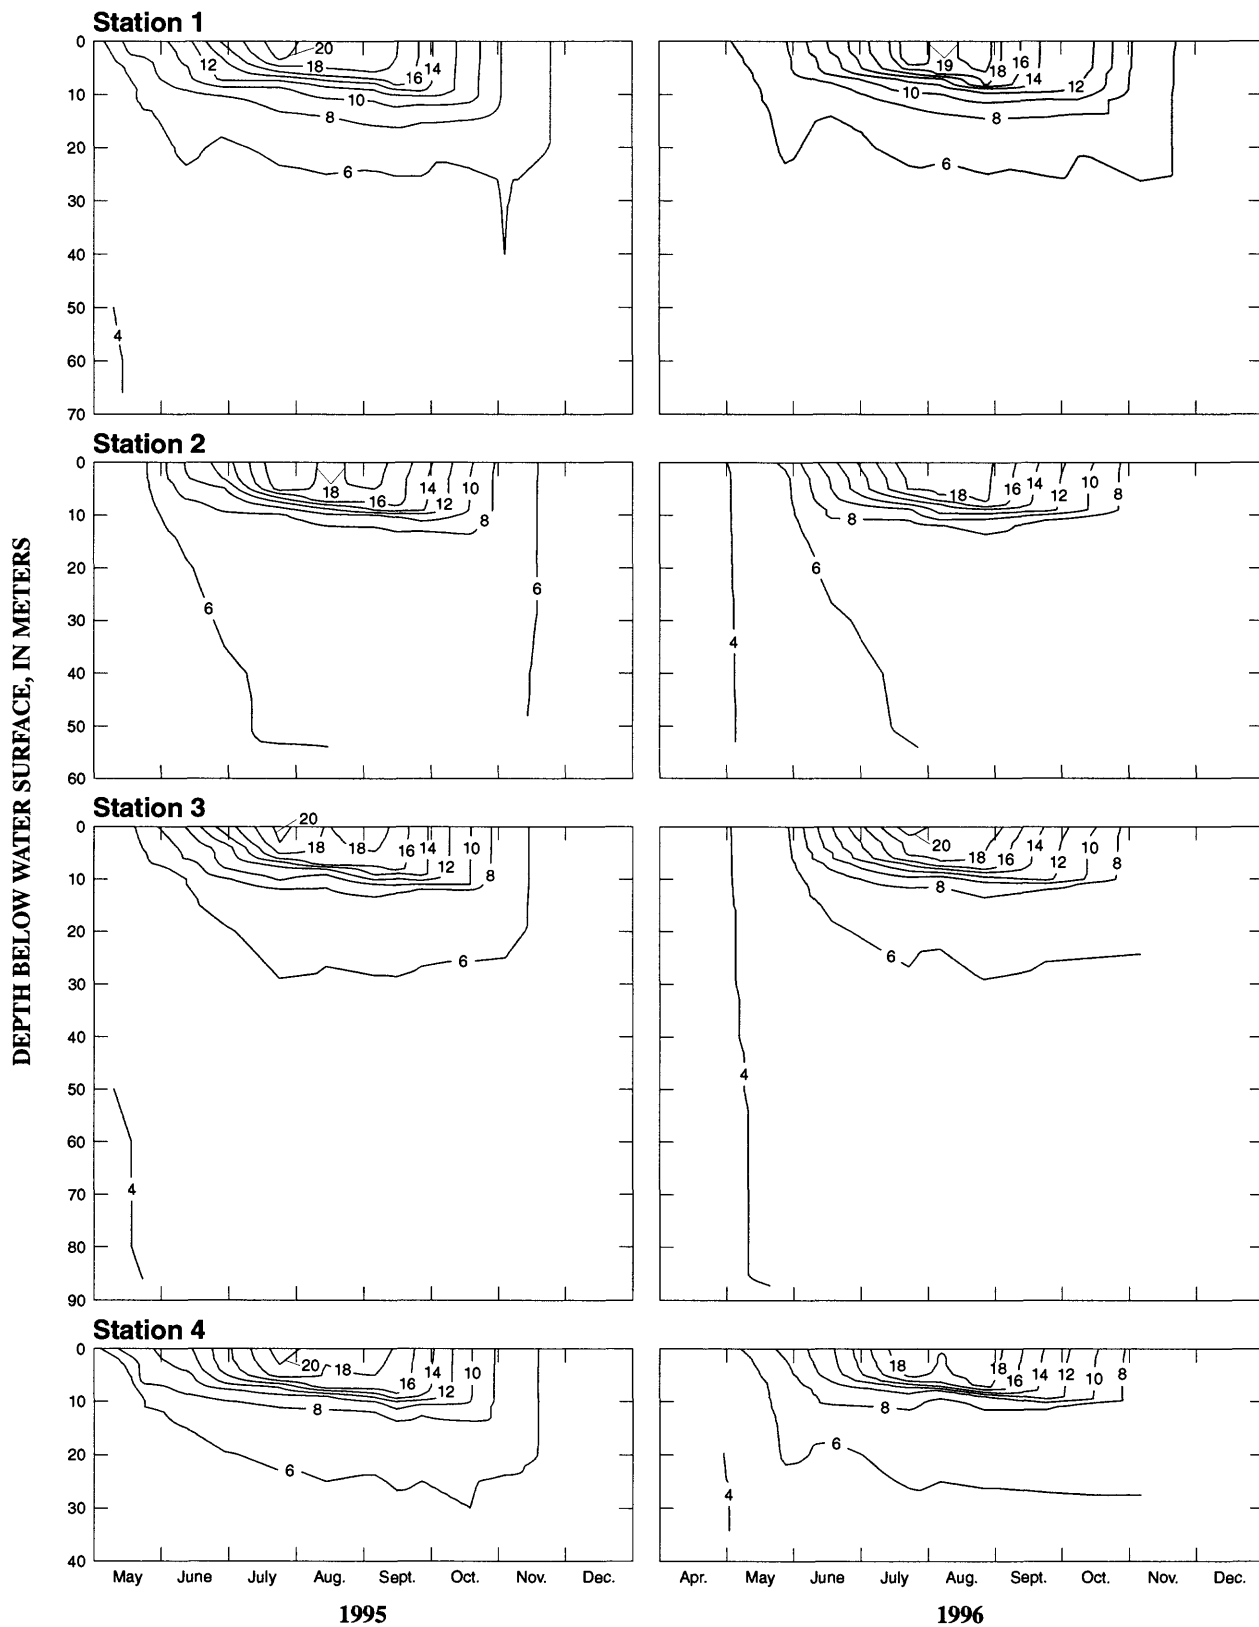 Station 1
0 10 20 30 40 50 60 70
12 20 18 16 14 10 8 6 4
19 18 16 14 12 10 8 6
Station 2
0 10 20 30 40 50 60
18 16 14 12 10 8 6 6
18 16 14 12 10 8 8 6 4
Station 3
0 10 20 30 40 50 60 70 80 90
20 18 18 16 14 12 10 8 6 4
20 18 16 14 12 10 8 8 6 4
Station 4
0 10 20 30 40
20 18 16 14 12 10 8 6
18 18 16 14 12 10 8 8 6 4
DEPTH BELOW WATER SURFACE, IN METERS
May June July Aug. Sept. Oct. Nov. Dec.
Apr. May June July Aug. Sept. Oct. Nov. Dec.
1995
1996